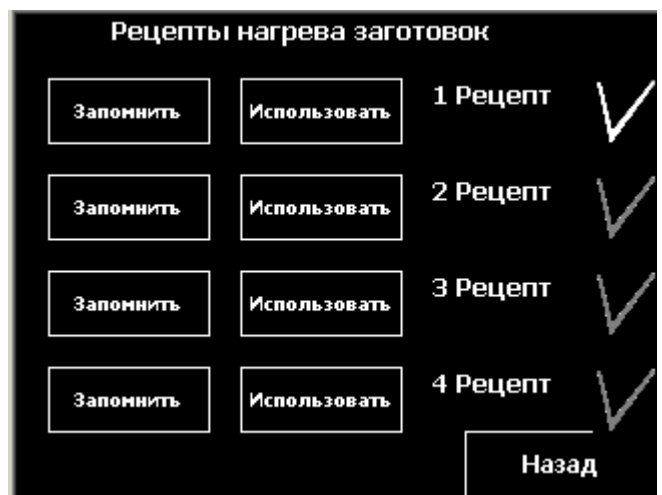 Рецепты нагрева заготовок
Запомнить Использовать 1 Рецепт
Запомнить Использовать 2 Рецепт
Запомнить Использовать 3 Рецепт
Запомнить Использовать 4 Рецепт
Назад